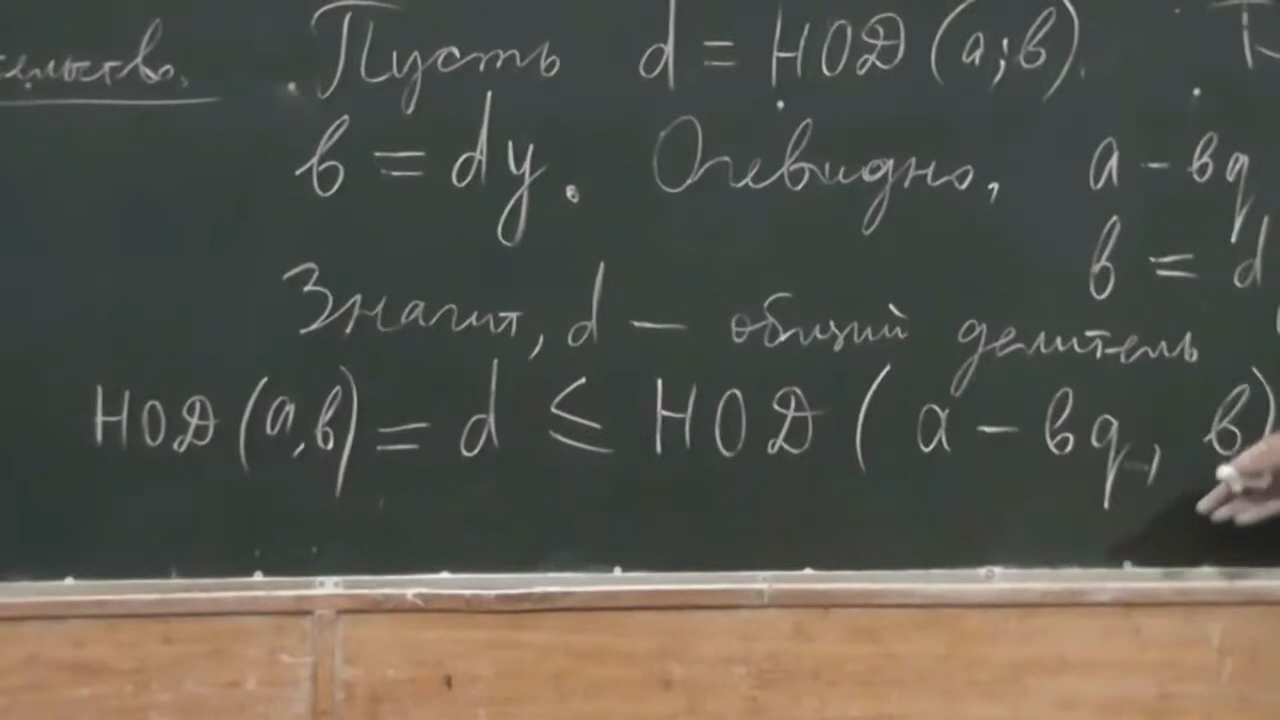 Пусть d = НОД (a; b).
b = dy. Очевидно, a - bq
b = d
Значит, d — общий делитель
НОД (a, b) = d ≤ НОД ( a - bq, b)